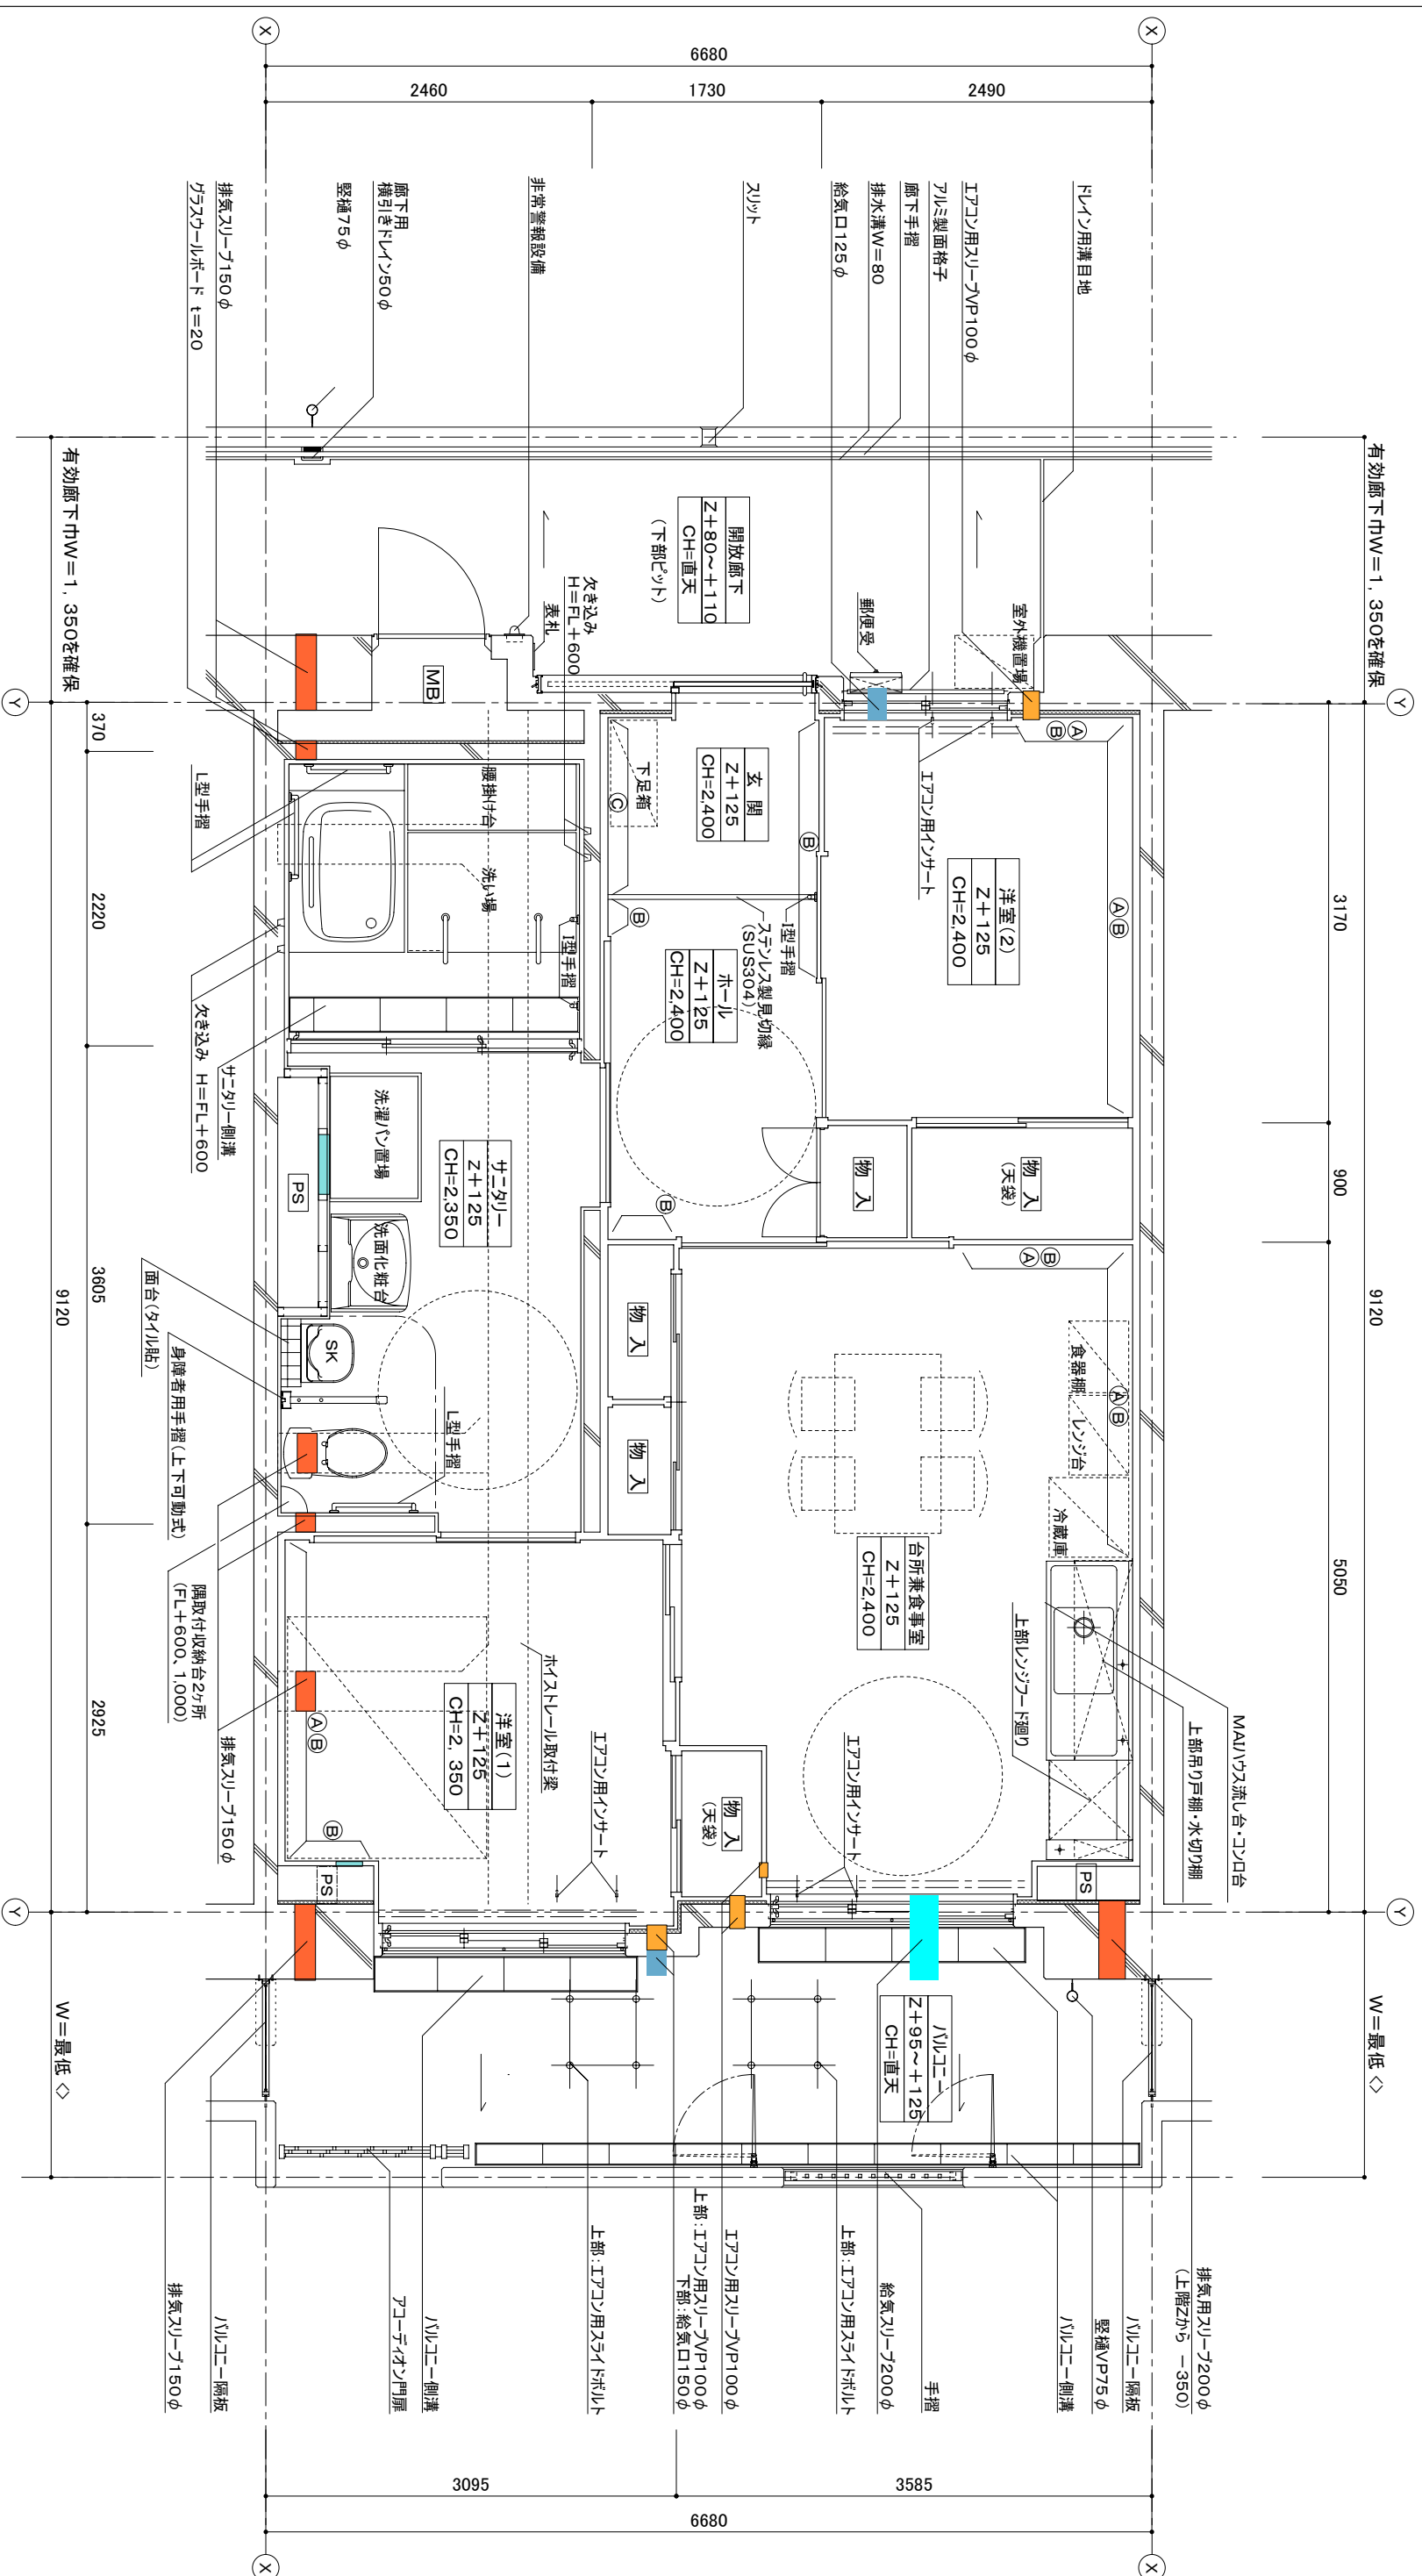 X
X
6680
2460
1730
2490
グラスウールボード t=20
排気スリーブ150φ
竪樋75φ
廊下用
横引きドレイン50φ
非常警報設備
スリット
給気口125φ
排水溝W=80
廊下手摺
アルミ製面格子
エアコン用スリーブVP100φ
ドレイン用溝目地
有効廊下巾W=1,350を確保
有効廊下巾W=1,350を確保
開放廊下
Z+80~+110
CH=直天
(下部ピット)
欠き込み
H=FL+600
表札
郵便受
室外機置場
MB
Y
Y
370
2220
3605
2925
9120
3170
900
5050
9120
L型手摺
腰掛け台
洗い場
I型手摺
下足箱
C
玄 関
Z+125
CH=2,400
B
エアコン用インサート
洋室(2)
Z+125
CH=2,400
A
B
A
B
I型手摺
ステンレス製見切縁
(SUS304)
B
ホール
Z+125
CH=2,400
B
欠き込み H=FL+600
サニタリー側溝
洗濯パン置場
PS
洗面化粧台
サニタリー
Z+125
CH=2,350
物 入
物 入
(天袋)
物 入
物 入
SK
L型手摺
面台(タイル貼)
身障者用手摺(上下可動式)
隅取付収納台2ヶ所
(FL+600、1,000)
排気スリーブ150φ
B
A
A
B
食器棚
レンジ台
冷蔵庫
台所兼食事室
Z+125
CH=2,400
上部レンジフード廻り
上部吊り戸棚・水切り棚
MAIハウス流し台・コンロ台
ホイストレール取付梁
洋室(1)
Z+125
CH=2,350
A
B
B
エアコン用インサート
物 入
(天袋)
エアコン用インサート
PS
PS
Y
Y
W=最低 <>
W=最低 <>
バルコニー
Z+95~+125
CH=直天
排気スリーブ150φ
バルコニー隔板
アコーディオン門扉
バルコニー側溝
上部:エアコン用スライドボルト
上部:エアコン用スリーブVP100φ
下部:給気口150φ
エアコン用スリーブVP100φ
上部:エアコン用スライドボルト
給気スリーブ200φ
手摺
バルコニー側溝
竪樋VP75φ
バルコニー隔板
排気用スリーブ200φ
(上階Zから -350)
3095
3585
6680
X
X